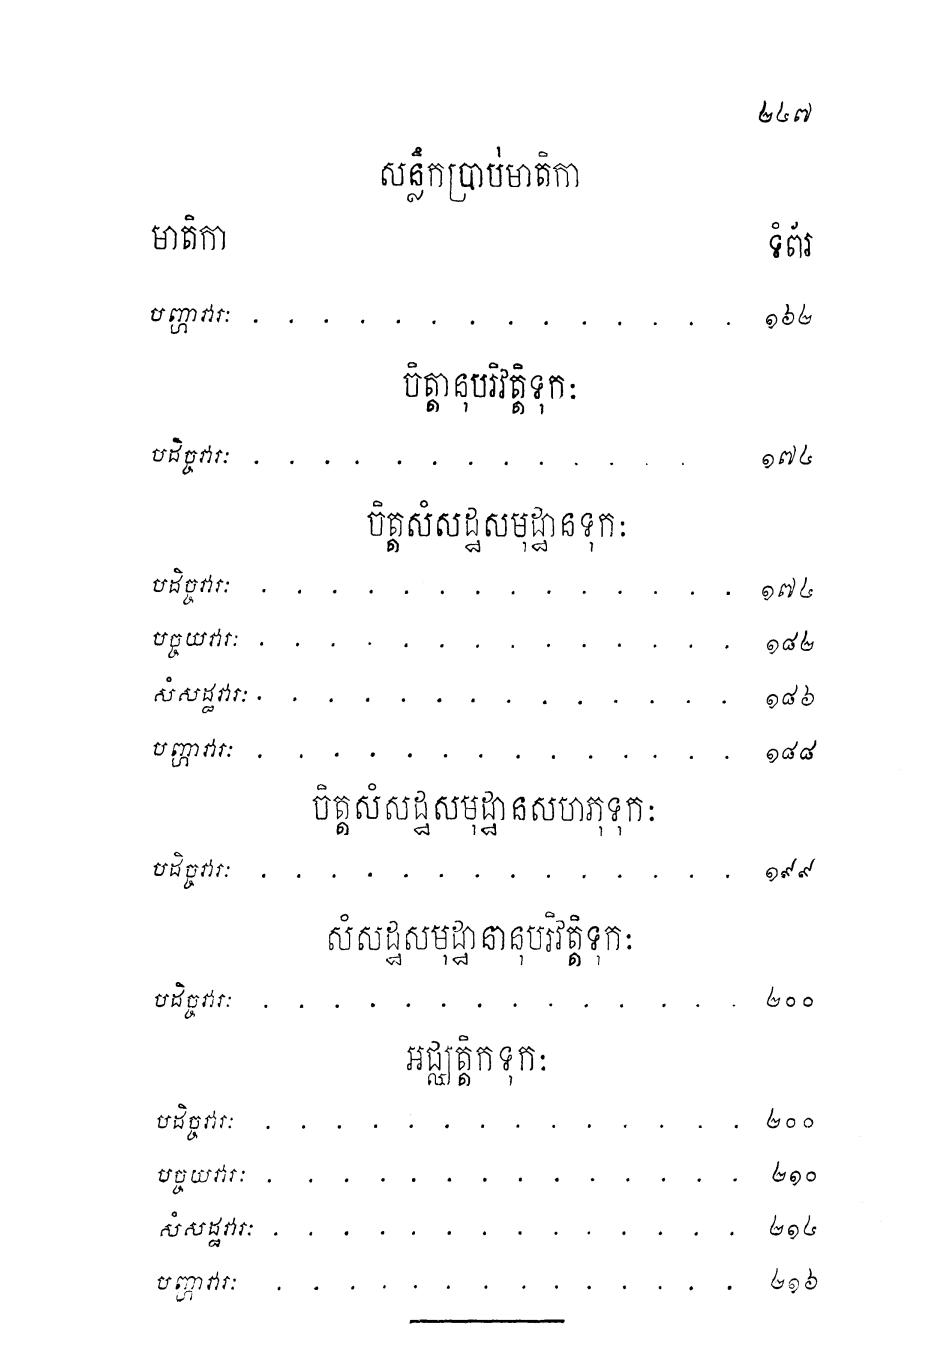 ២៤៧
សន្លឹកប្រាប់មាតិកា
មាតិកា ទំព័រ
បញ្ហាវារៈ . . . . . . . . . . . . . . ១៦២
ចិត្តានុបរិវត្តិទុកៈ
បដិច្ចវារៈ . . . . . . . . . . . . . ១៧៤
ចិត្តសំសដ្ឋសមុដ្ឋានទុកៈ
បដិច្ចវារៈ . . . . . . . . . . . . . . ១៧៤
បច្ចយវារៈ . . . . . . . . . . . . . . ១៨២
សំសដ្ឋវារៈ . . . . . . . . . . . . . . ១៨៦
បញ្ហាវារៈ . . . . . . . . . . . . . . ១៨៨
ចិត្តសំសដ្ឋសមុដ្ឋានសហភុទុកៈ
បដិច្ចវារៈ . . . . . . . . . . . . . . ១៩៩
សំសដ្ឋសមុដ្ឋានានុបរិវត្តិទុកៈ
បដិច្ចវារៈ . . . . . . . . . . . . . . ២០០
អជ្ឈត្តិកទុកៈ
បដិច្ចវារៈ . . . . . . . . . . . . . . ២០០
បច្ចយវារៈ . . . . . . . . . . . . . . ២១០
សំសដ្ឋវារៈ . . . . . . . . . . . . . . ២១៤
បញ្ហាវារៈ . . . . . . . . . . . . . . ២១៦